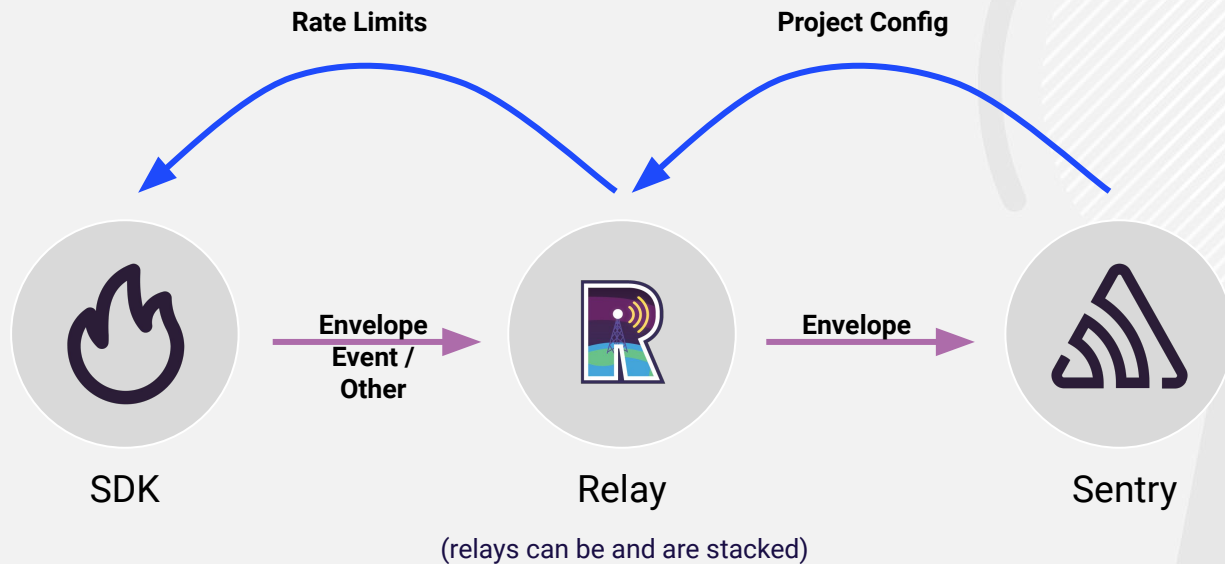 Rate Limits
Project Config
Envelope
Event /
Other
Envelope
R
SDK
Relay
Sentry
(relays can be and are stacked)